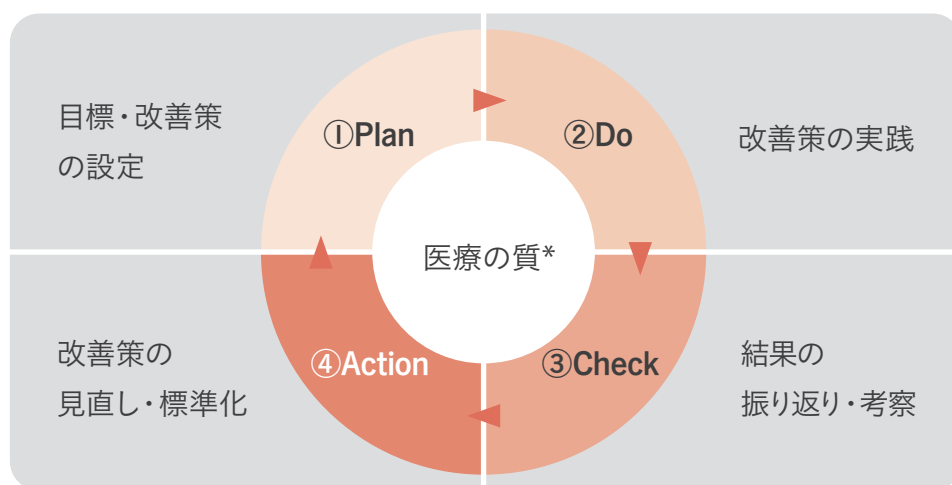 目標・改善策
の設定
①Plan
②Do
改善策の実践
医療の質*
改善策の
見直し・標準化
④Action
③Check
結果の
振り返り・考察